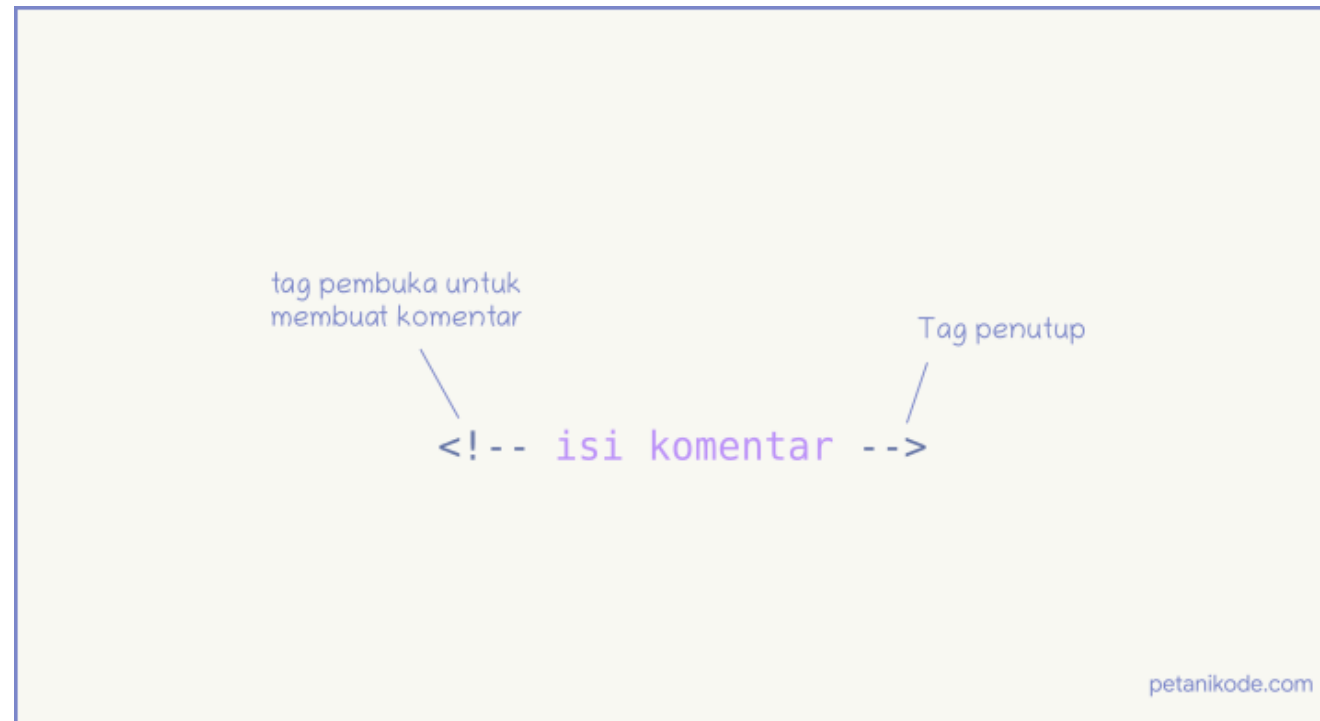 tag pembuka untuk
membuat komentar
Tag penutup
<!-- isi komentar -->
petanikode.com